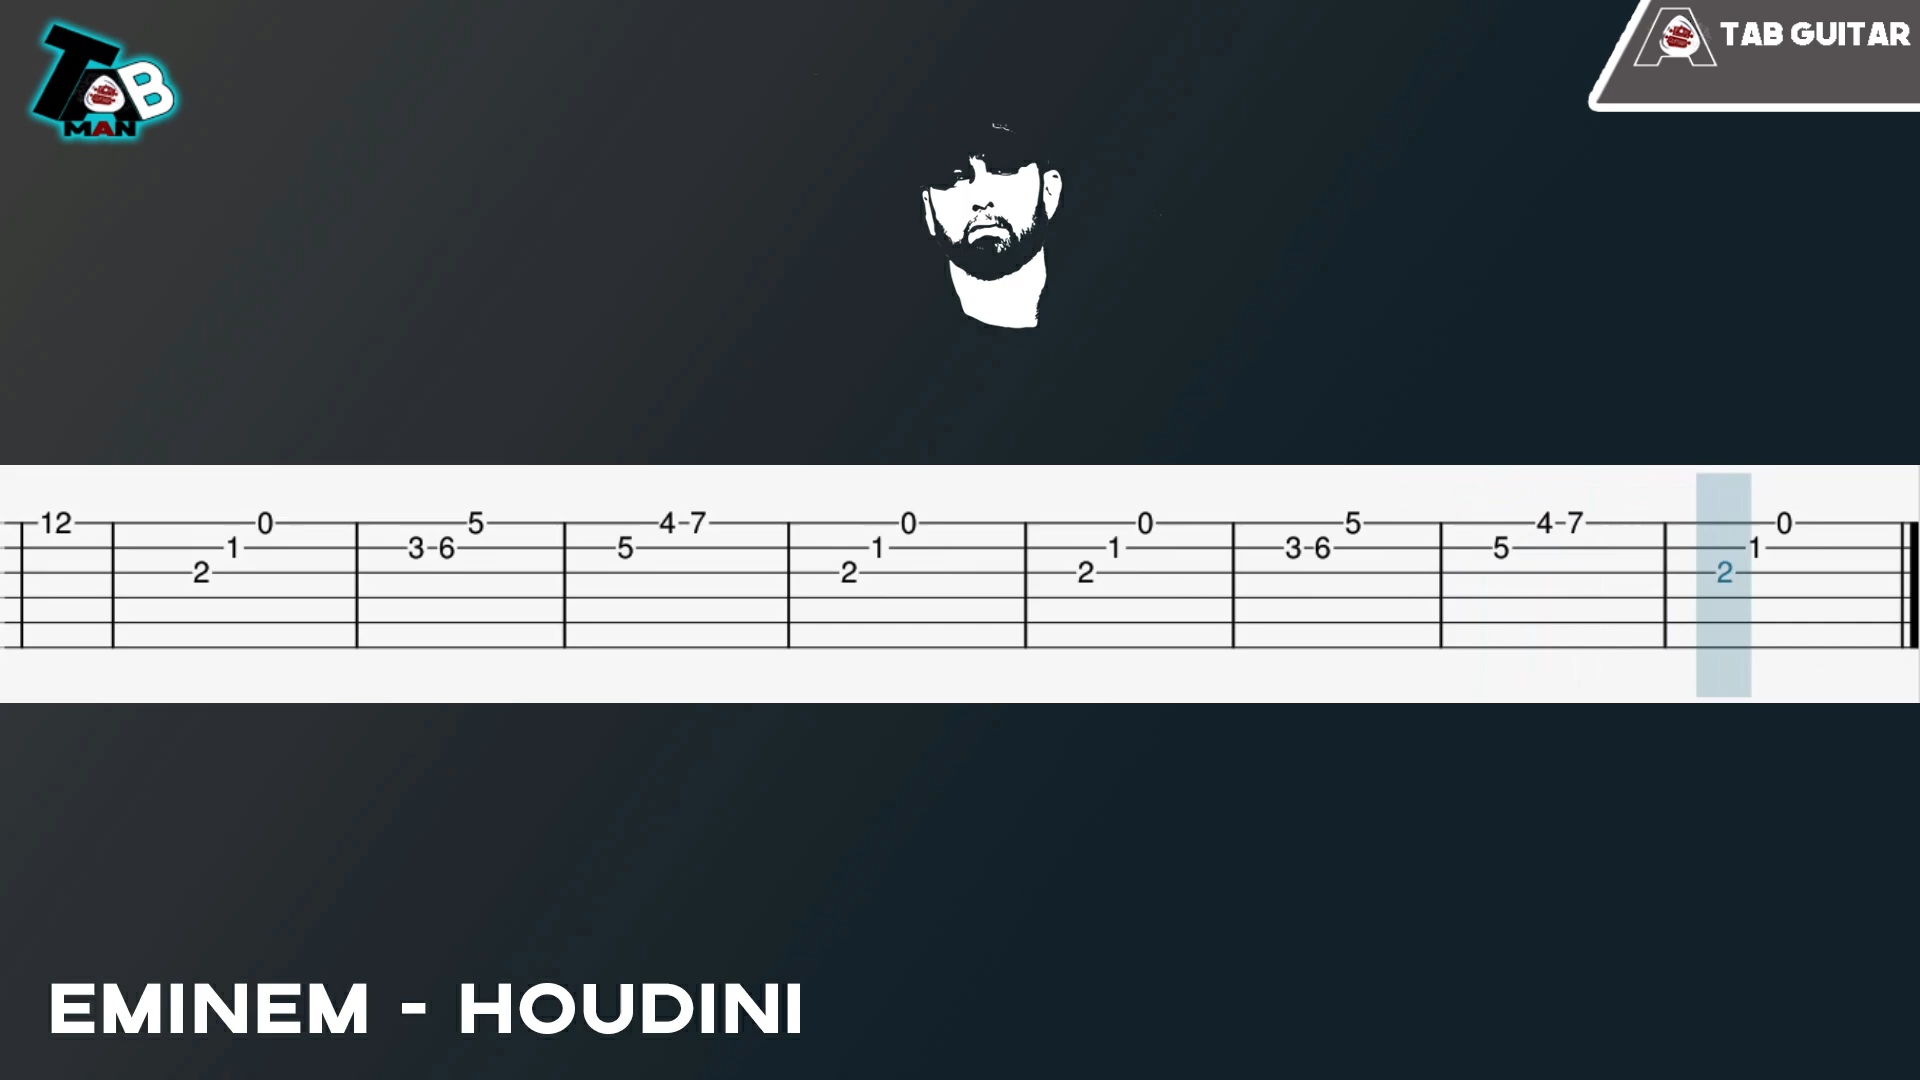 TAB
MAN
TAB GUITAR
12 0 5 4-7 0 0 5 4-7 0
1 3-6 5 1 1 3-6 5 1
2 2 2 2
EMINEM - HOUDINI